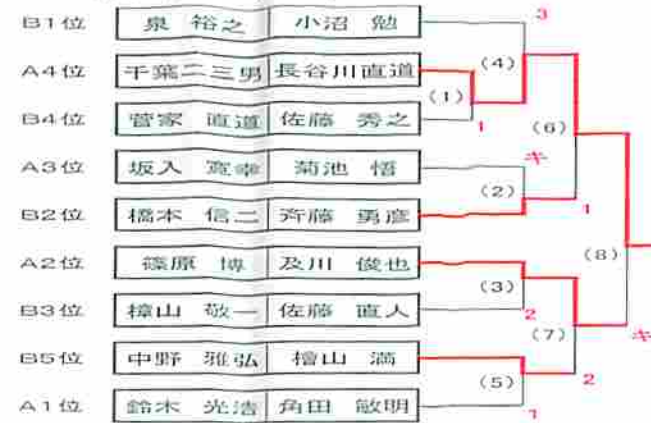 B1位 泉 裕之 小沼 勉 3
(4)
A4位 千葉二三男 長谷川直道
(1)
B4位 菅家 直道 佐藤 秀之 1
(6)
A3位 坂入 寛幸 菊池 悟 キ
(2)
B2位 橋本 信二 斉藤 勇彦 1
(8)
A2位 篠原 博 及川 俊也
(3)
B3位 樟山 敬一 佐藤 直人 2
(7) キ
B5位 中野 雅弘 檜山 満
(5) 2
A1位 鈴木 光浩 角田 敏明 1